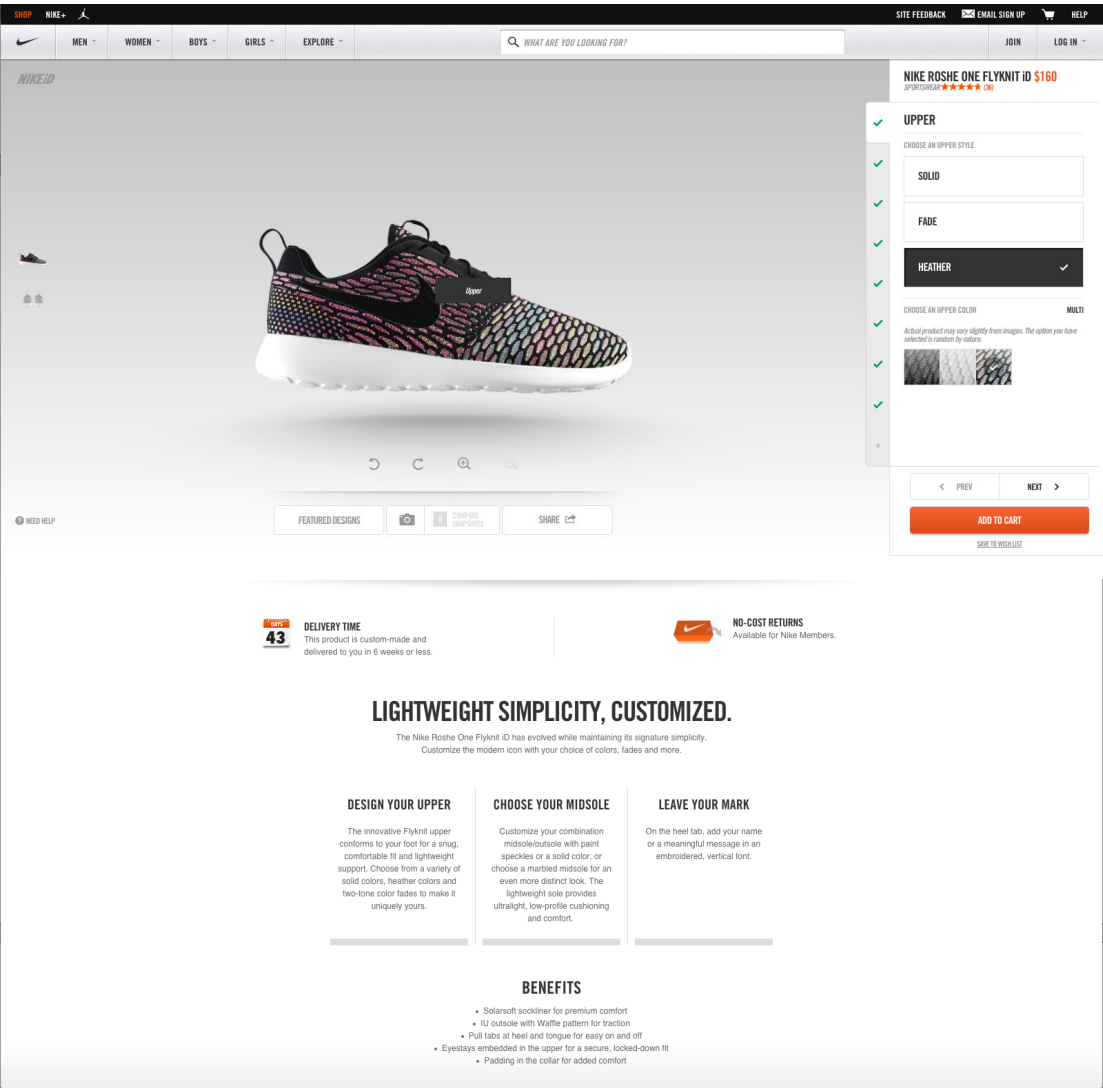 SHOP NIKE+
SITE FEEDBACK EMAIL SIGN UP HELP
MEN WOMEN BOYS GIRLS EXPLORE
WHAT ARE YOU LOOKING FOR?
JOIN LOG IN
NIKEiD
NIKE ROSHE ONE FLYKNIT iD $160
SPORTSWEAR (36)
UPPER
CHOOSE AN UPPER STYLE
SOLID
FADE
HEATHER
CHOOSE AN UPPER COLOR MULTI
Actual product may vary slightly from images. The option you have
selected is random by nature.
Upper
PREV NEXT
ADD TO CART
SAVE TO WISH LIST
NEED HELP
FEATURED DESIGNS
COMPARE
SNAPSHOTS
SHARE
DAYS
43
DELIVERY TIME
This product is custom-made and
delivered to you in 6 weeks or less.
NO-COST RETURNS
Available for Nike Members.
LIGHTWEIGHT SIMPLICITY, CUSTOMIZED.
The Nike Roshe One Flyknit iD has evolved while maintaining its signature simplicity.
Customize the modern icon with your choice of colors, fades and more.
DESIGN YOUR UPPER
The innovative Flyknit upper
conforms to your foot for a snug,
comfortable fit and lightweight
support. Choose from a variety of
solid colors, heather colors and
two-tone color fades to make it
uniquely yours.
CHOOSE YOUR MIDSOLE
Customize your combination
midsole/outsole with paint
speckles or a solid color, or
choose a marbled midsole for an
even more distinct look. The
lightweight sole provides
ultralight, low-profile cushioning
and comfort.
LEAVE YOUR MARK
On the heel tab, add your name
or a meaningful message in an
embroidered, vertical font.
BENEFITS
• Solarsoft sockliner for premium comfort
• IU outsole with Waffle pattern for traction
• Pull tabs at heel and tongue for easy on and off
• Eyestays embedded in the upper for a secure, locked-down fit
• Padding in the collar for added comfort